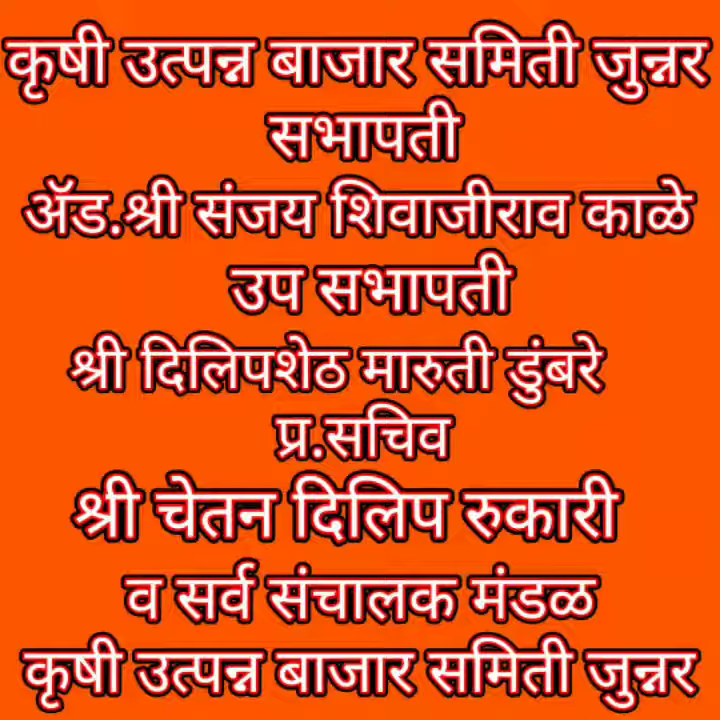 कृषी उत्पन्न बाजार समिती जुन्नर
सभापती
ॲड.श्री संजय शिवाजीराव काळे
उप सभापती
श्री दिलिपशेठ मारुती डुंबरे
प्र.सचिव
श्री चेतन दिलिप रुकारी
व सर्व संचालक मंडळ
कृषी उत्पन्न बाजार समिती जुन्नर